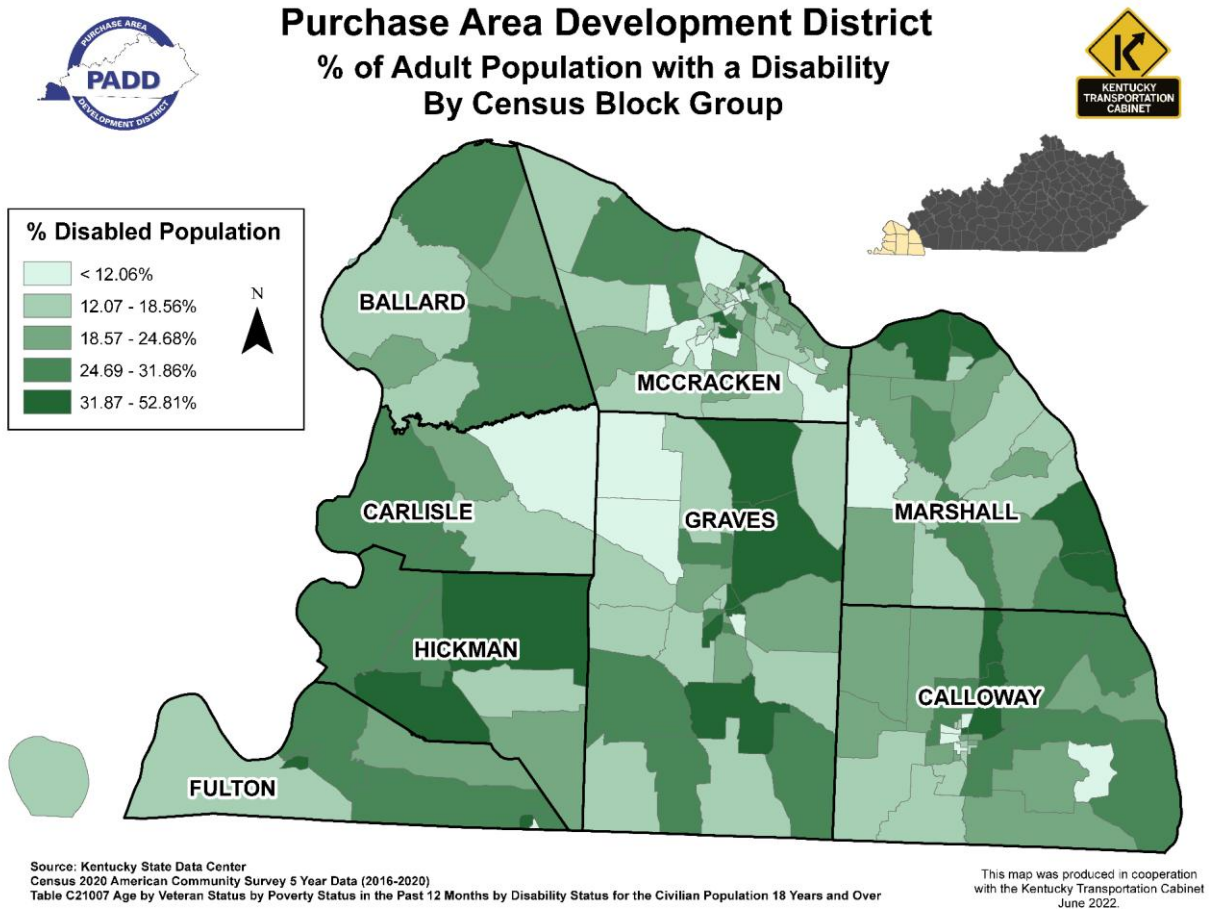 Purchase Area Development District
% of Adult Population with a Disability
By Census Block Group
PURCHASE AREA
PADD
DEVELOPMENT DISTRICT
KENTUCKY
TRANSPORTATION
CABINET
% Disabled Population
< 12.06%
12.07 - 18.56%
18.57 - 24.68%
24.69 - 31.86%
31.87 - 52.81%
N
BALLARD
MCCRACKEN
CARLISLE
GRAVES
MARSHALL
HICKMAN
CALLOWAY
FULTON
Source: Kentucky State Data Center
Census 2020 American Community Survey 5 Year Data (2016-2020)
Table C21007 Age by Veteran Status by Poverty Status in the Past 12 Months by Disability Status for the Civilian Population 18 Years and Over
This map was produced in cooperation
with the Kentucky Transportation Cabinet
June 2022.